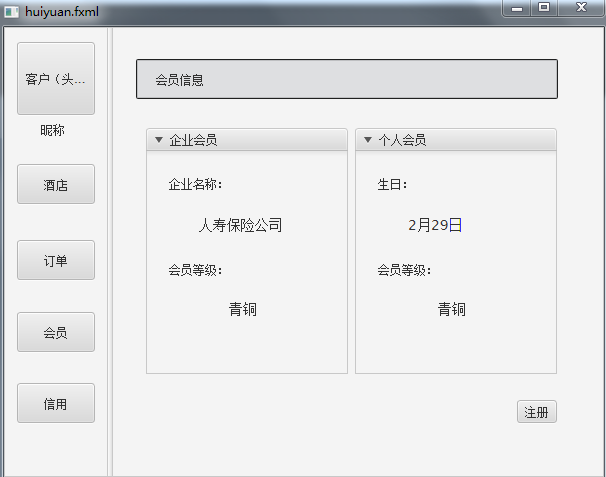 huiyuan.fxml
客户（头...
昵称
酒店
订单
会员
信用
会员信息
企业会员
企业名称：
人寿保险公司
会员等级：
青铜
个人会员
生日：
2月29日
会员等级：
青铜
注册